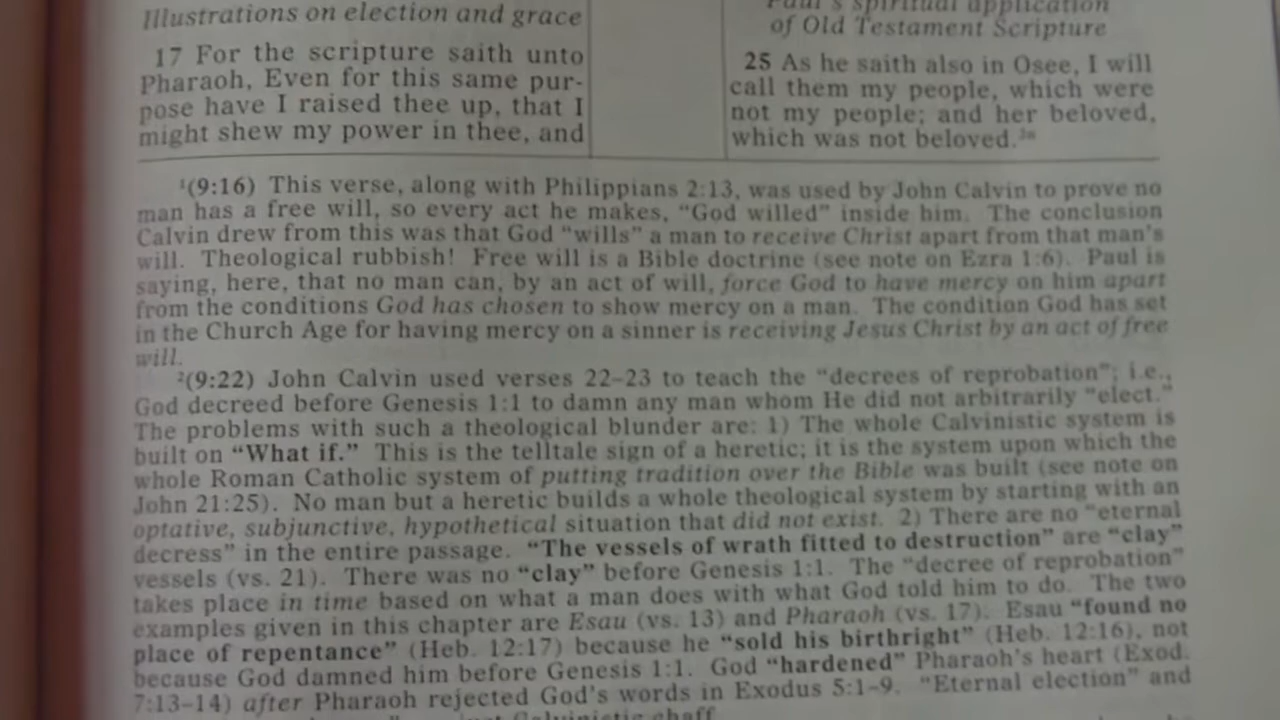 Illustrations on election and grace
17 For the scripture saith unto
Pharaoh, Even for this same pur-
pose have I raised thee up, that I
might shew my power in thee, and
Paul's spiritual application
of Old Testament Scripture
25 As he saith also in Osee, I will
call them my people, which were
not my people; and her beloved,
which was not beloved.³ᵃ
¹(9:16) This verse, along with Philippians 2:13, was used by John Calvin to prove no
man has a free will, so every act he makes, “God willed” inside him. The conclusion
Calvin drew from this was that God “wills” a man to receive Christ apart from that man's
will. Theological rubbish! Free will is a Bible doctrine (see note on Ezra 1:6). Paul is
saying, here, that no man can, by an act of will, force God to have mercy on him apart
from the conditions God has chosen to show mercy on a man. The condition God has set
in the Church Age for having mercy on a sinner is receiving Jesus Christ by an act of free
will.
²(9:22) John Calvin used verses 22–23 to teach the “decrees of reprobation”; i.e.,
God decreed before Genesis 1:1 to damn any man whom He did not arbitrarily “elect.”
The problems with such a theological blunder are: 1) The whole Calvinistic system is
built on “What if.” This is the telltale sign of a heretic; it is the system upon which the
whole Roman Catholic system of putting tradition over the Bible was built (see note on
John 21:25). No man but a heretic builds a whole theological system by starting with an
optative, subjunctive, hypothetical situation that did not exist. 2) There are no “eternal
decress” in the entire passage. “The vessels of wrath fitted to destruction” are “clay”
vessels (vs. 21). There was no “clay” before Genesis 1:1. The “decree of reprobation”
takes place in time based on what a man does with what God told him to do. The two
examples given in this chapter are Esau (vs. 13) and Pharaoh (vs. 17). Esau “found no
place of repentance” (Heb. 12:17) because he “sold his birthright” (Heb. 12:16), not
because God damned him before Genesis 1:1. God “hardened” Pharaoh's heart (Exod.
7:13–14) after Pharaoh rejected God's words in Exodus 5:1–9. “Eternal election” and
Calvinistic chaff